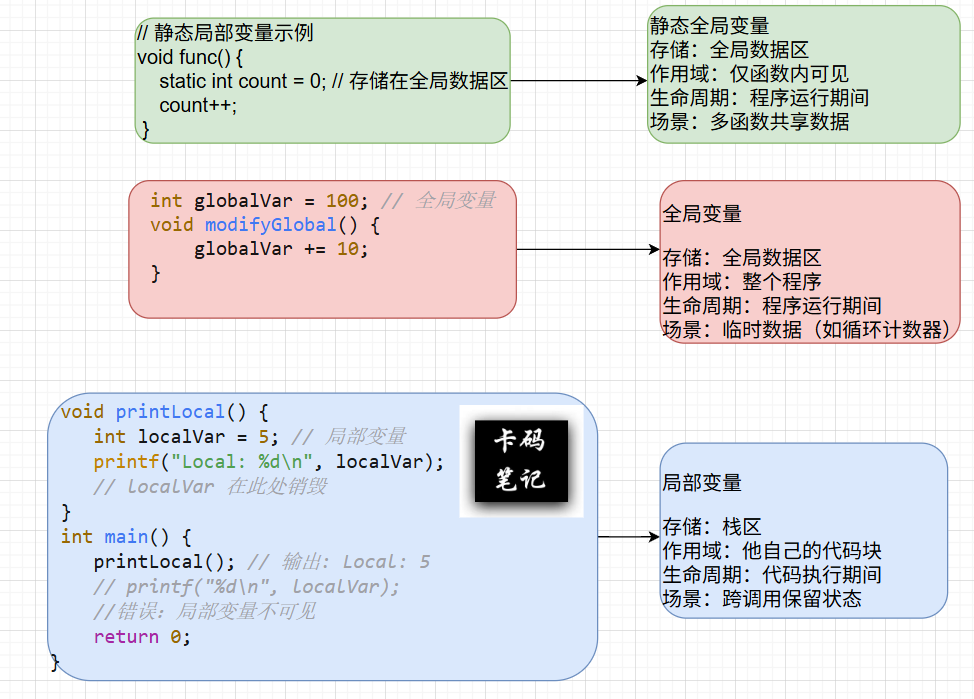 // 静态局部变量示例
void func() {
    static int count = 0; // 存储在全局数据区
    count++;
}
静态全局变量
存储：全局数据区
作用域：仅函数内可见
生命周期：程序运行期间
场景：多函数共享数据
int globalVar = 100; // 全局变量
void modifyGlobal() {
    globalVar += 10;
}
全局变量
存储：全局数据区
作用域：整个程序
生命周期：程序运行期间
场景：临时数据（如循环计数器）
void printLocal() {
   int localVar = 5; // 局部变量
   printf("Local: %d\n", localVar);
   // localVar 在此处销毁
}
int main() {
   printLocal(); // 输出: Local: 5
   // printf("%d\n", localVar);
   //错误：局部变量不可见
   return 0;
}
卡码
笔记
局部变量
存储：栈区
作用域：他自己的代码块
生命周期：代码执行期间
场景：跨调用保留状态